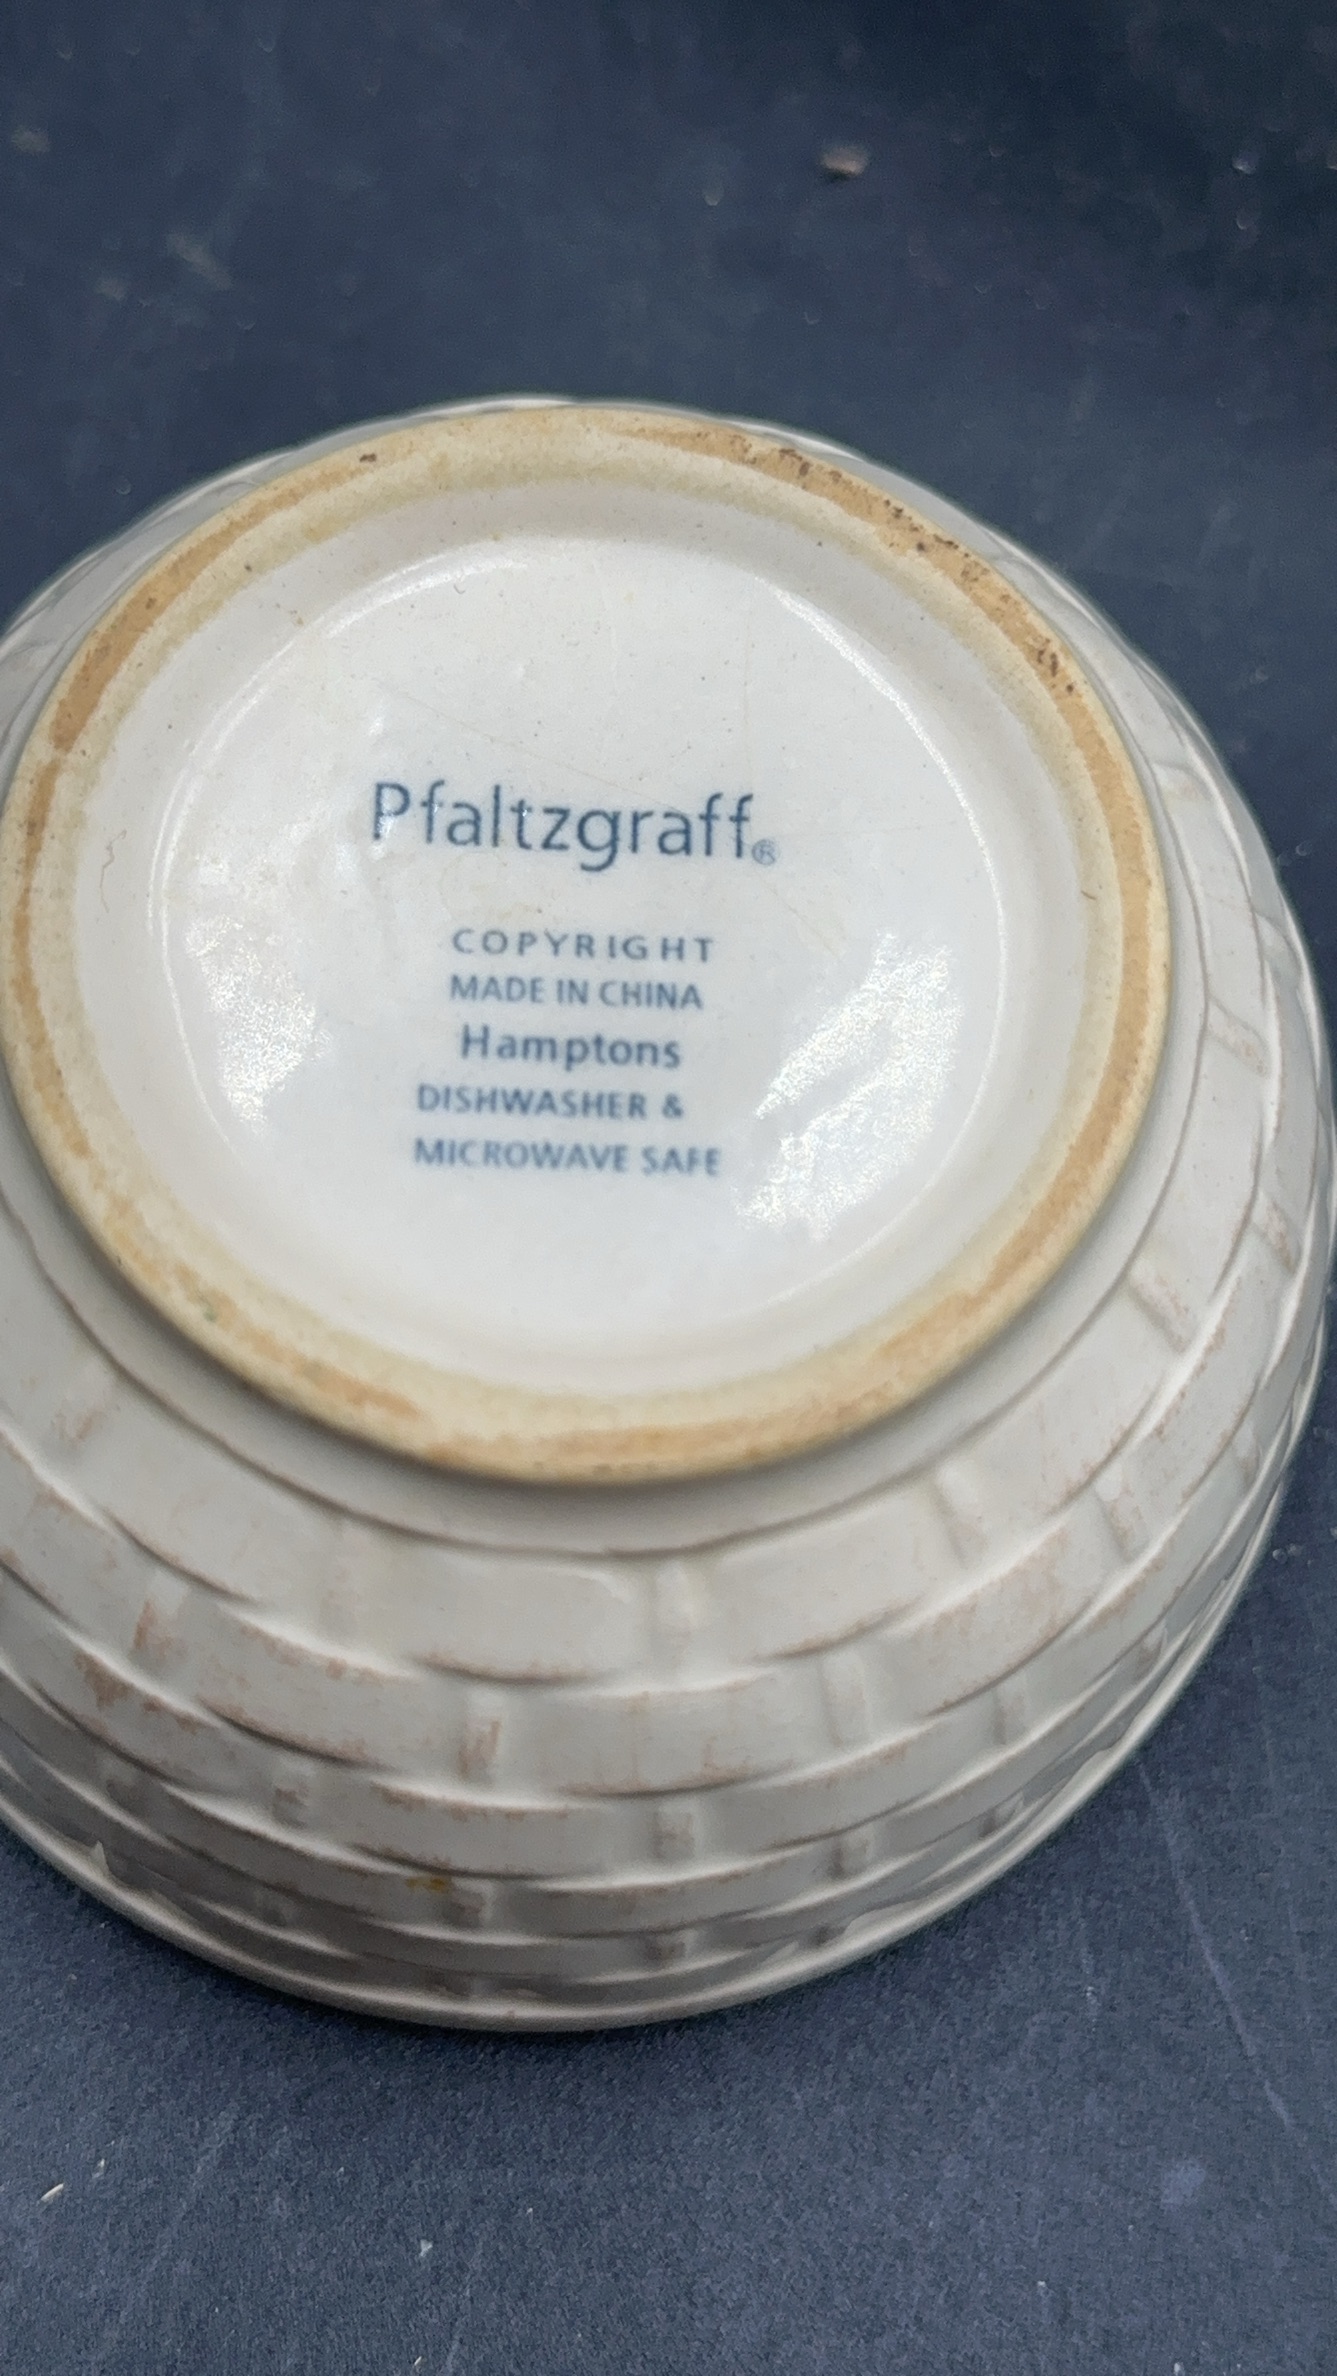 Pfaltzgraff®
COPYRIGHT
MADE IN CHINA
Hamptons
DISHWASHER &
MICROWAVE SAFE